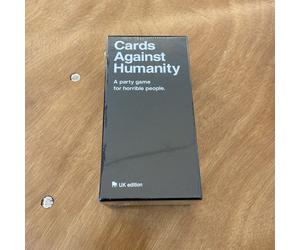 Cards
Against
Humanity
A party game
for horrible people.
UK edition